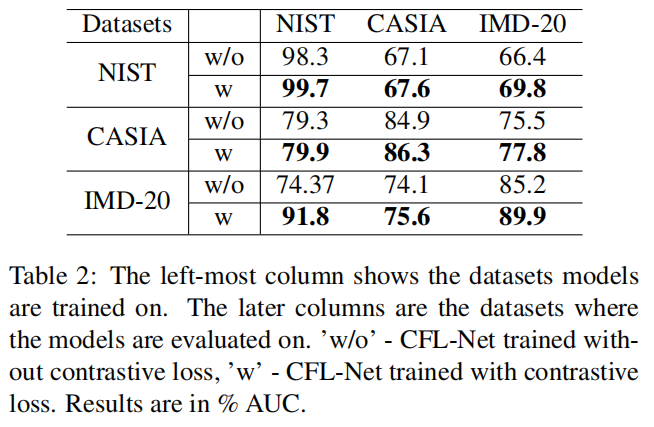 Datasets NIST CASIA IMD-20
NIST w/o 98.3 67.1 66.4
w 99.7 67.6 69.8
CASIA w/o 79.3 84.9 75.5
w 79.9 86.3 77.8
IMD-20 w/o 74.37 74.1 85.2
w 91.8 75.6 89.9
Table 2: The left-most column shows the datasets models
are trained on. The later columns are the datasets where
the models are evaluated on. ’w/o’ - CFL-Net trained with-
out contrastive loss, ’w’ - CFL-Net trained with contrastive
loss. Results are in % AUC.